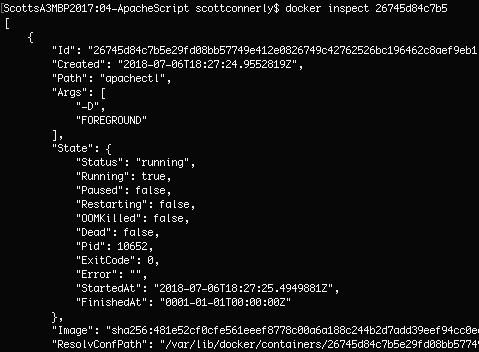 ScottsA3MBP2017:04-ApacheScript scottconnerly$ docker inspect 26745d84c7b5
[
    {
        "Id": "26745d84c7b5e29fd08bb57749e412e0826749c42762526bc196462c8aef9eb1
        "Created": "2018-07-06T18:27:24.9552819Z",
        "Path": "apachectl",
        "Args": [
            "-D",
            "FOREGROUND"
        ],
        "State": {
            "Status": "running",
            "Running": true,
            "Paused": false,
            "Restarting": false,
            "OOMKilled": false,
            "Dead": false,
            "Pid": 10652,
            "ExitCode": 0,
            "Error": "",
            "StartedAt": "2018-07-06T18:27:25.4949881Z",
            "FinishedAt": "0001-01-01T00:00:00Z"
        },
        "Image": "sha256:481e52cf0cfe561eeef8778c00a6a188c244b2d7add39eef94cc0e
        "ResolvConfPath": "/var/lib/docker/containers/26745d84c7b5e29fd08bb5774